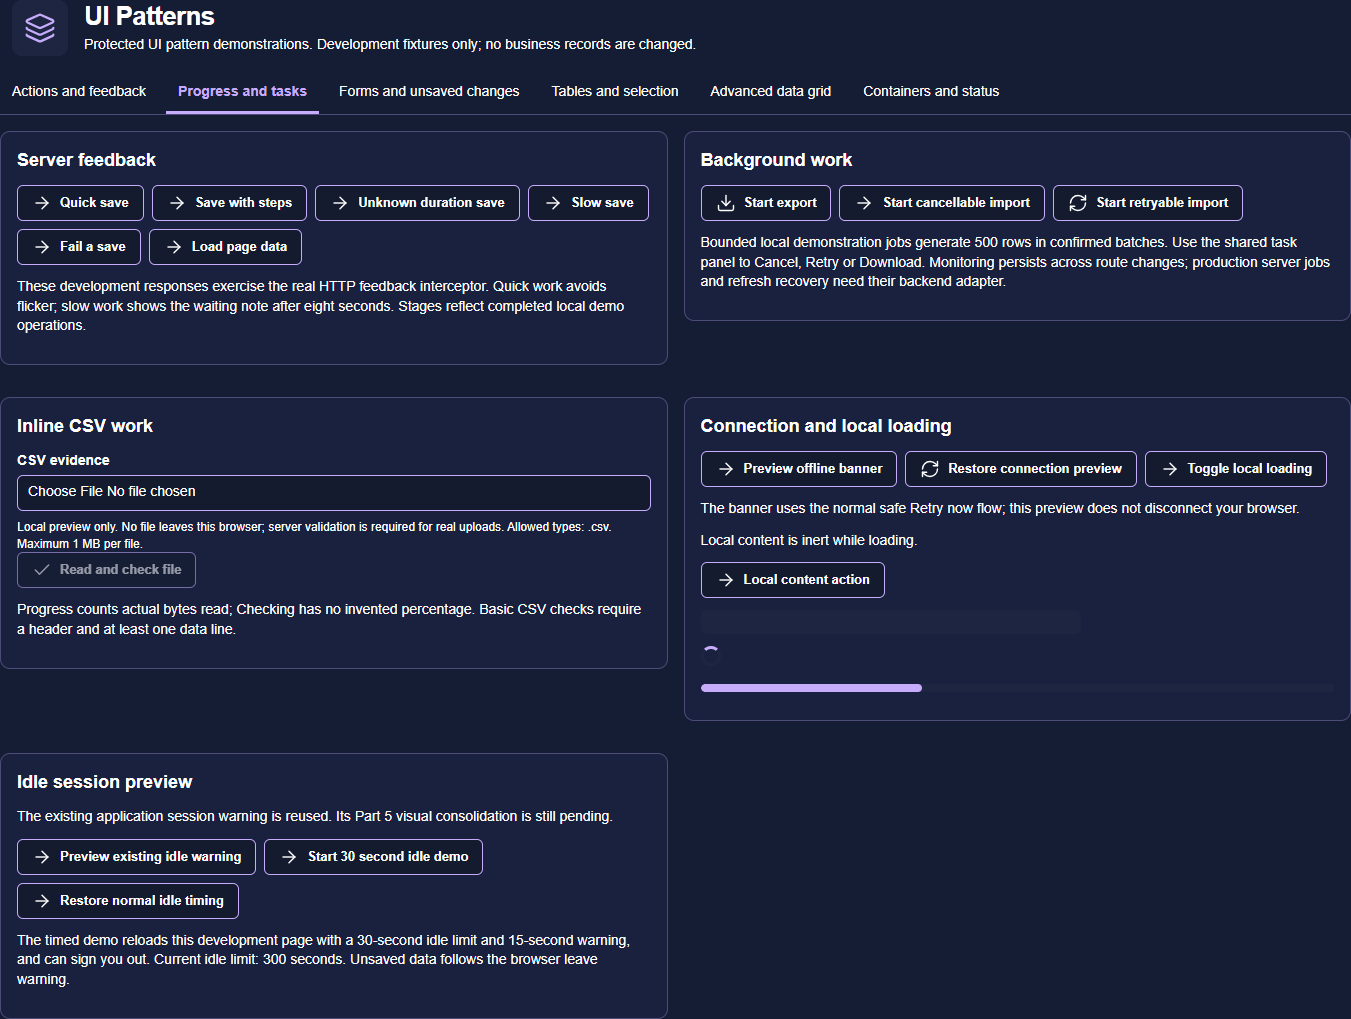 UI Patterns
Protected UI pattern demonstrations. Development fixtures only; no business records are changed.
Actions and feedback
Progress and tasks
Forms and unsaved changes
Tables and selection
Advanced data grid
Containers and status
Server feedback
Quick save
Save with steps
Unknown duration save
Slow save
Fail a save
Load page data
These development responses exercise the real HTTP feedback interceptor. Quick work avoids
flicker; slow work shows the waiting note after eight seconds. Stages reflect completed local demo
operations.
Background work
Start export
Start cancellable import
Start retryable import
Bounded local demonstration jobs generate 500 rows in confirmed batches. Use the shared task
panel to Cancel, Retry or Download. Monitoring persists across route changes; production server jobs
and refresh recovery need their backend adapter.
Inline CSV work
CSV evidence
Choose File No file chosen
Local preview only. No file leaves this browser; server validation is required for real uploads. Allowed types: .csv.
Maximum 1 MB per file.
Read and check file
Progress counts actual bytes read; Checking has no invented percentage. Basic CSV checks require
a header and at least one data line.
Connection and local loading
Preview offline banner
Restore connection preview
Toggle local loading
The banner uses the normal safe Retry now flow; this preview does not disconnect your browser.
Local content is inert while loading.
Local content action
Idle session preview
The existing application session warning is reused. Its Part 5 visual consolidation is still pending.
Preview existing idle warning
Start 30 second idle demo
Restore normal idle timing
The timed demo reloads this development page with a 30-second idle limit and 15-second warning,
and can sign you out. Current idle limit: 300 seconds. Unsaved data follows the browser leave
warning.